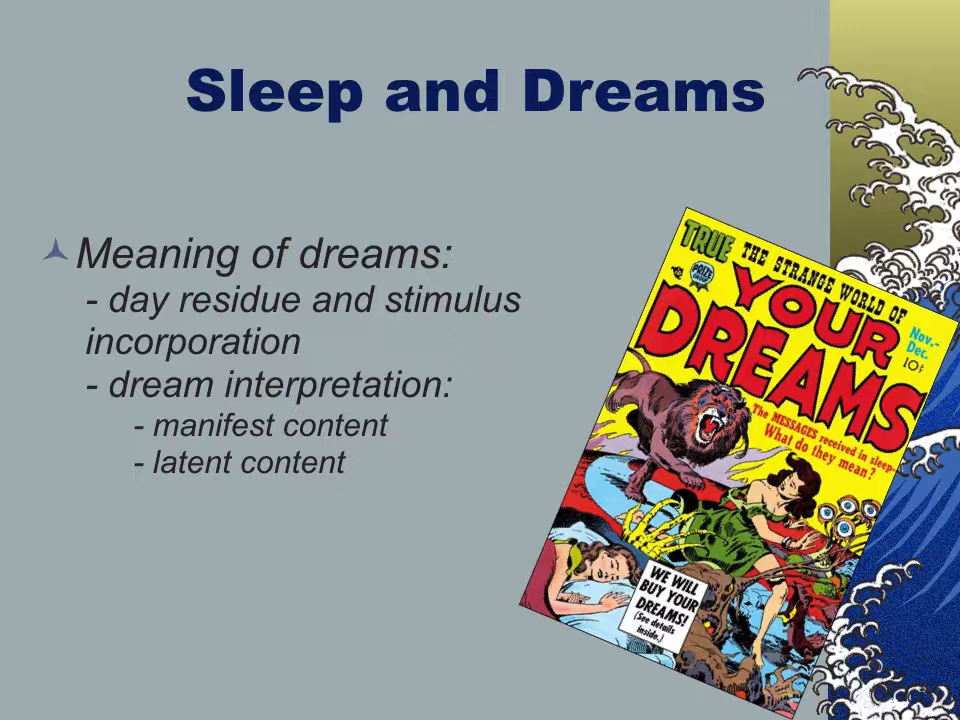 Sleep and Dreams
Meaning of dreams:
- day residue and stimulus
incorporation
- dream interpretation:
- manifest content
- latent content
TRUE
THE STRANGE WORLD OF
YOUR
DREAMS
PRIZE
Nov.-
Dec.
10¢
The MESSAGES received in sleep-
What do they mean?
WE WILL
BUY YOUR
DREAMS!
(See details
inside.)